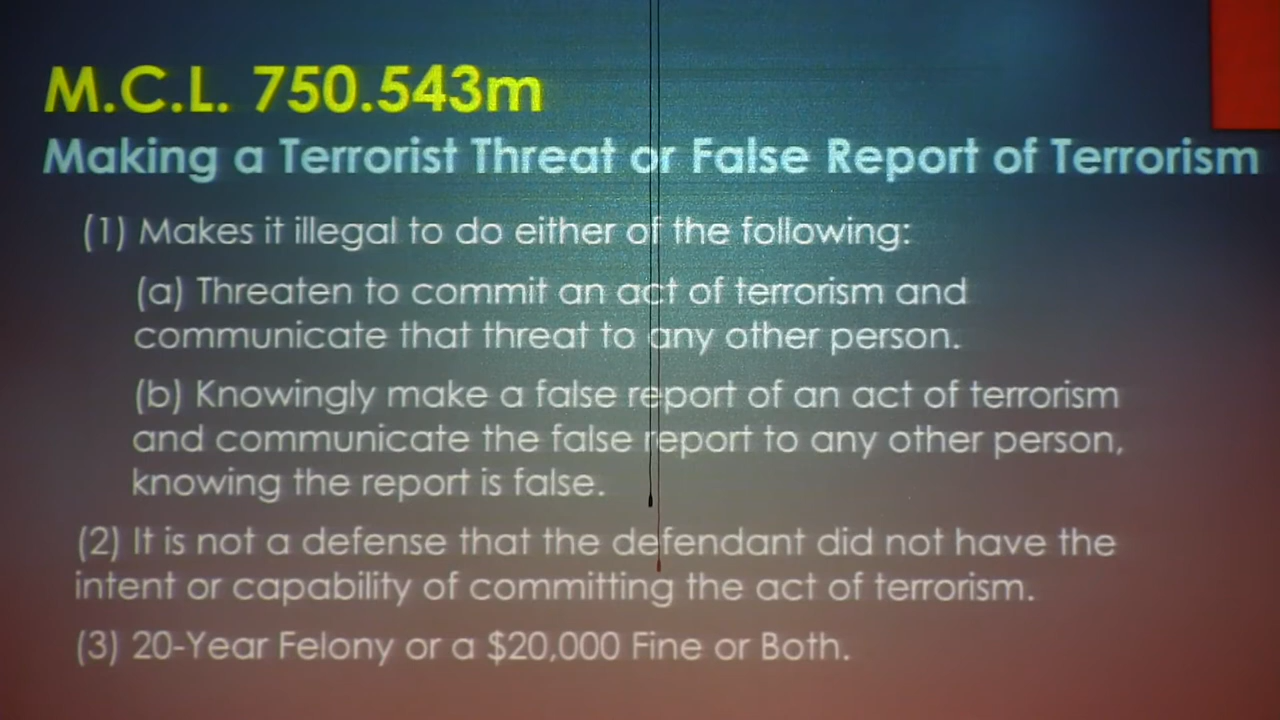 M.C.L. 750.543m
Making a Terrorist Threat or False Report of Terrorism
(1) Makes it illegal to do either of the following:
(a) Threaten to commit an act of terrorism and
communicate that threat to any other person.
(b) Knowingly make a false report of an act of terrorism
and communicate the false report to any other person,
knowing the report is false.
(2) It is not a defense that the defendant did not have the
intent or capability of committing the act of terrorism.
(3) 20-Year Felony or a $20,000 Fine or Both.